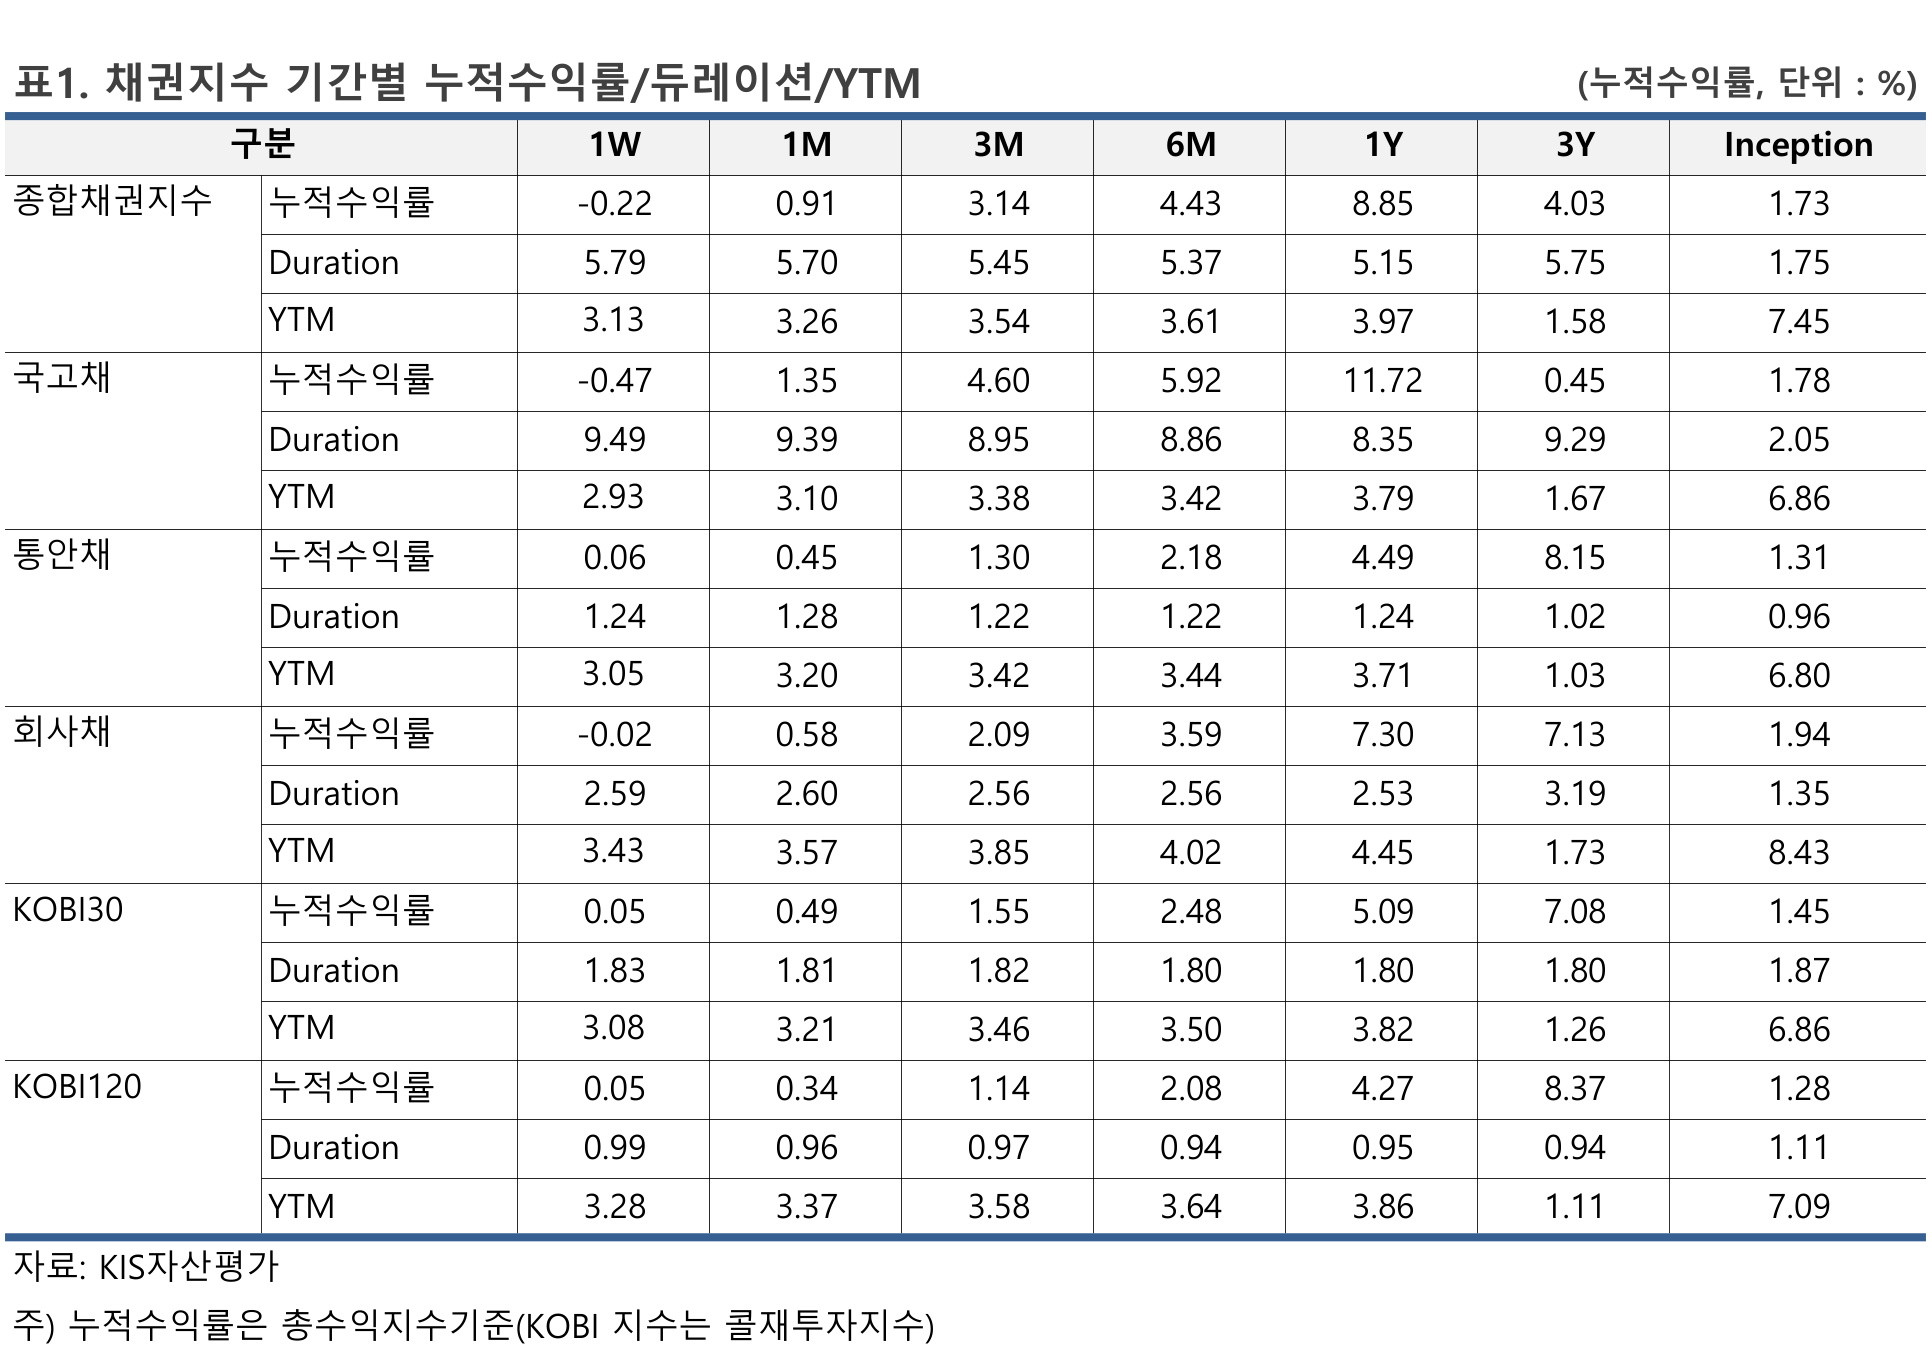 표1. 채권지수 기간별 누적수익률/듀레이션/YTM (누적수익률, 단위 : %)
구분 1W 1M 3M 6M 1Y 3Y Inception
종합채권지수 누적수익률 -0.22 0.91 3.14 4.43 8.85 4.03 1.73
Duration 5.79 5.70 5.45 5.37 5.15 5.75 1.75
YTM 3.13 3.26 3.54 3.61 3.97 1.58 7.45
국고채 누적수익률 -0.47 1.35 4.60 5.92 11.72 0.45 1.78
Duration 9.49 9.39 8.95 8.86 8.35 9.29 2.05
YTM 2.93 3.10 3.38 3.42 3.79 1.67 6.86
통안채 누적수익률 0.06 0.45 1.30 2.18 4.49 8.15 1.31
Duration 1.24 1.28 1.22 1.22 1.24 1.02 0.96
YTM 3.05 3.20 3.42 3.44 3.71 1.03 6.80
회사채 누적수익률 -0.02 0.58 2.09 3.59 7.30 7.13 1.94
Duration 2.59 2.60 2.56 2.56 2.53 3.19 1.35
YTM 3.43 3.57 3.85 4.02 4.45 1.73 8.43
KOBI30 누적수익률 0.05 0.49 1.55 2.48 5.09 7.08 1.45
Duration 1.83 1.81 1.82 1.80 1.80 1.80 1.87
YTM 3.08 3.21 3.46 3.50 3.82 1.26 6.86
KOBI120 누적수익률 0.05 0.34 1.14 2.08 4.27 8.37 1.28
Duration 0.99 0.96 0.97 0.94 0.95 0.94 1.11
YTM 3.28 3.37 3.58 3.64 3.86 1.11 7.09
자료: KIS자산평가
주) 누적수익률은 총수익지수기준(KOBI 지수는 콜재투자지수)